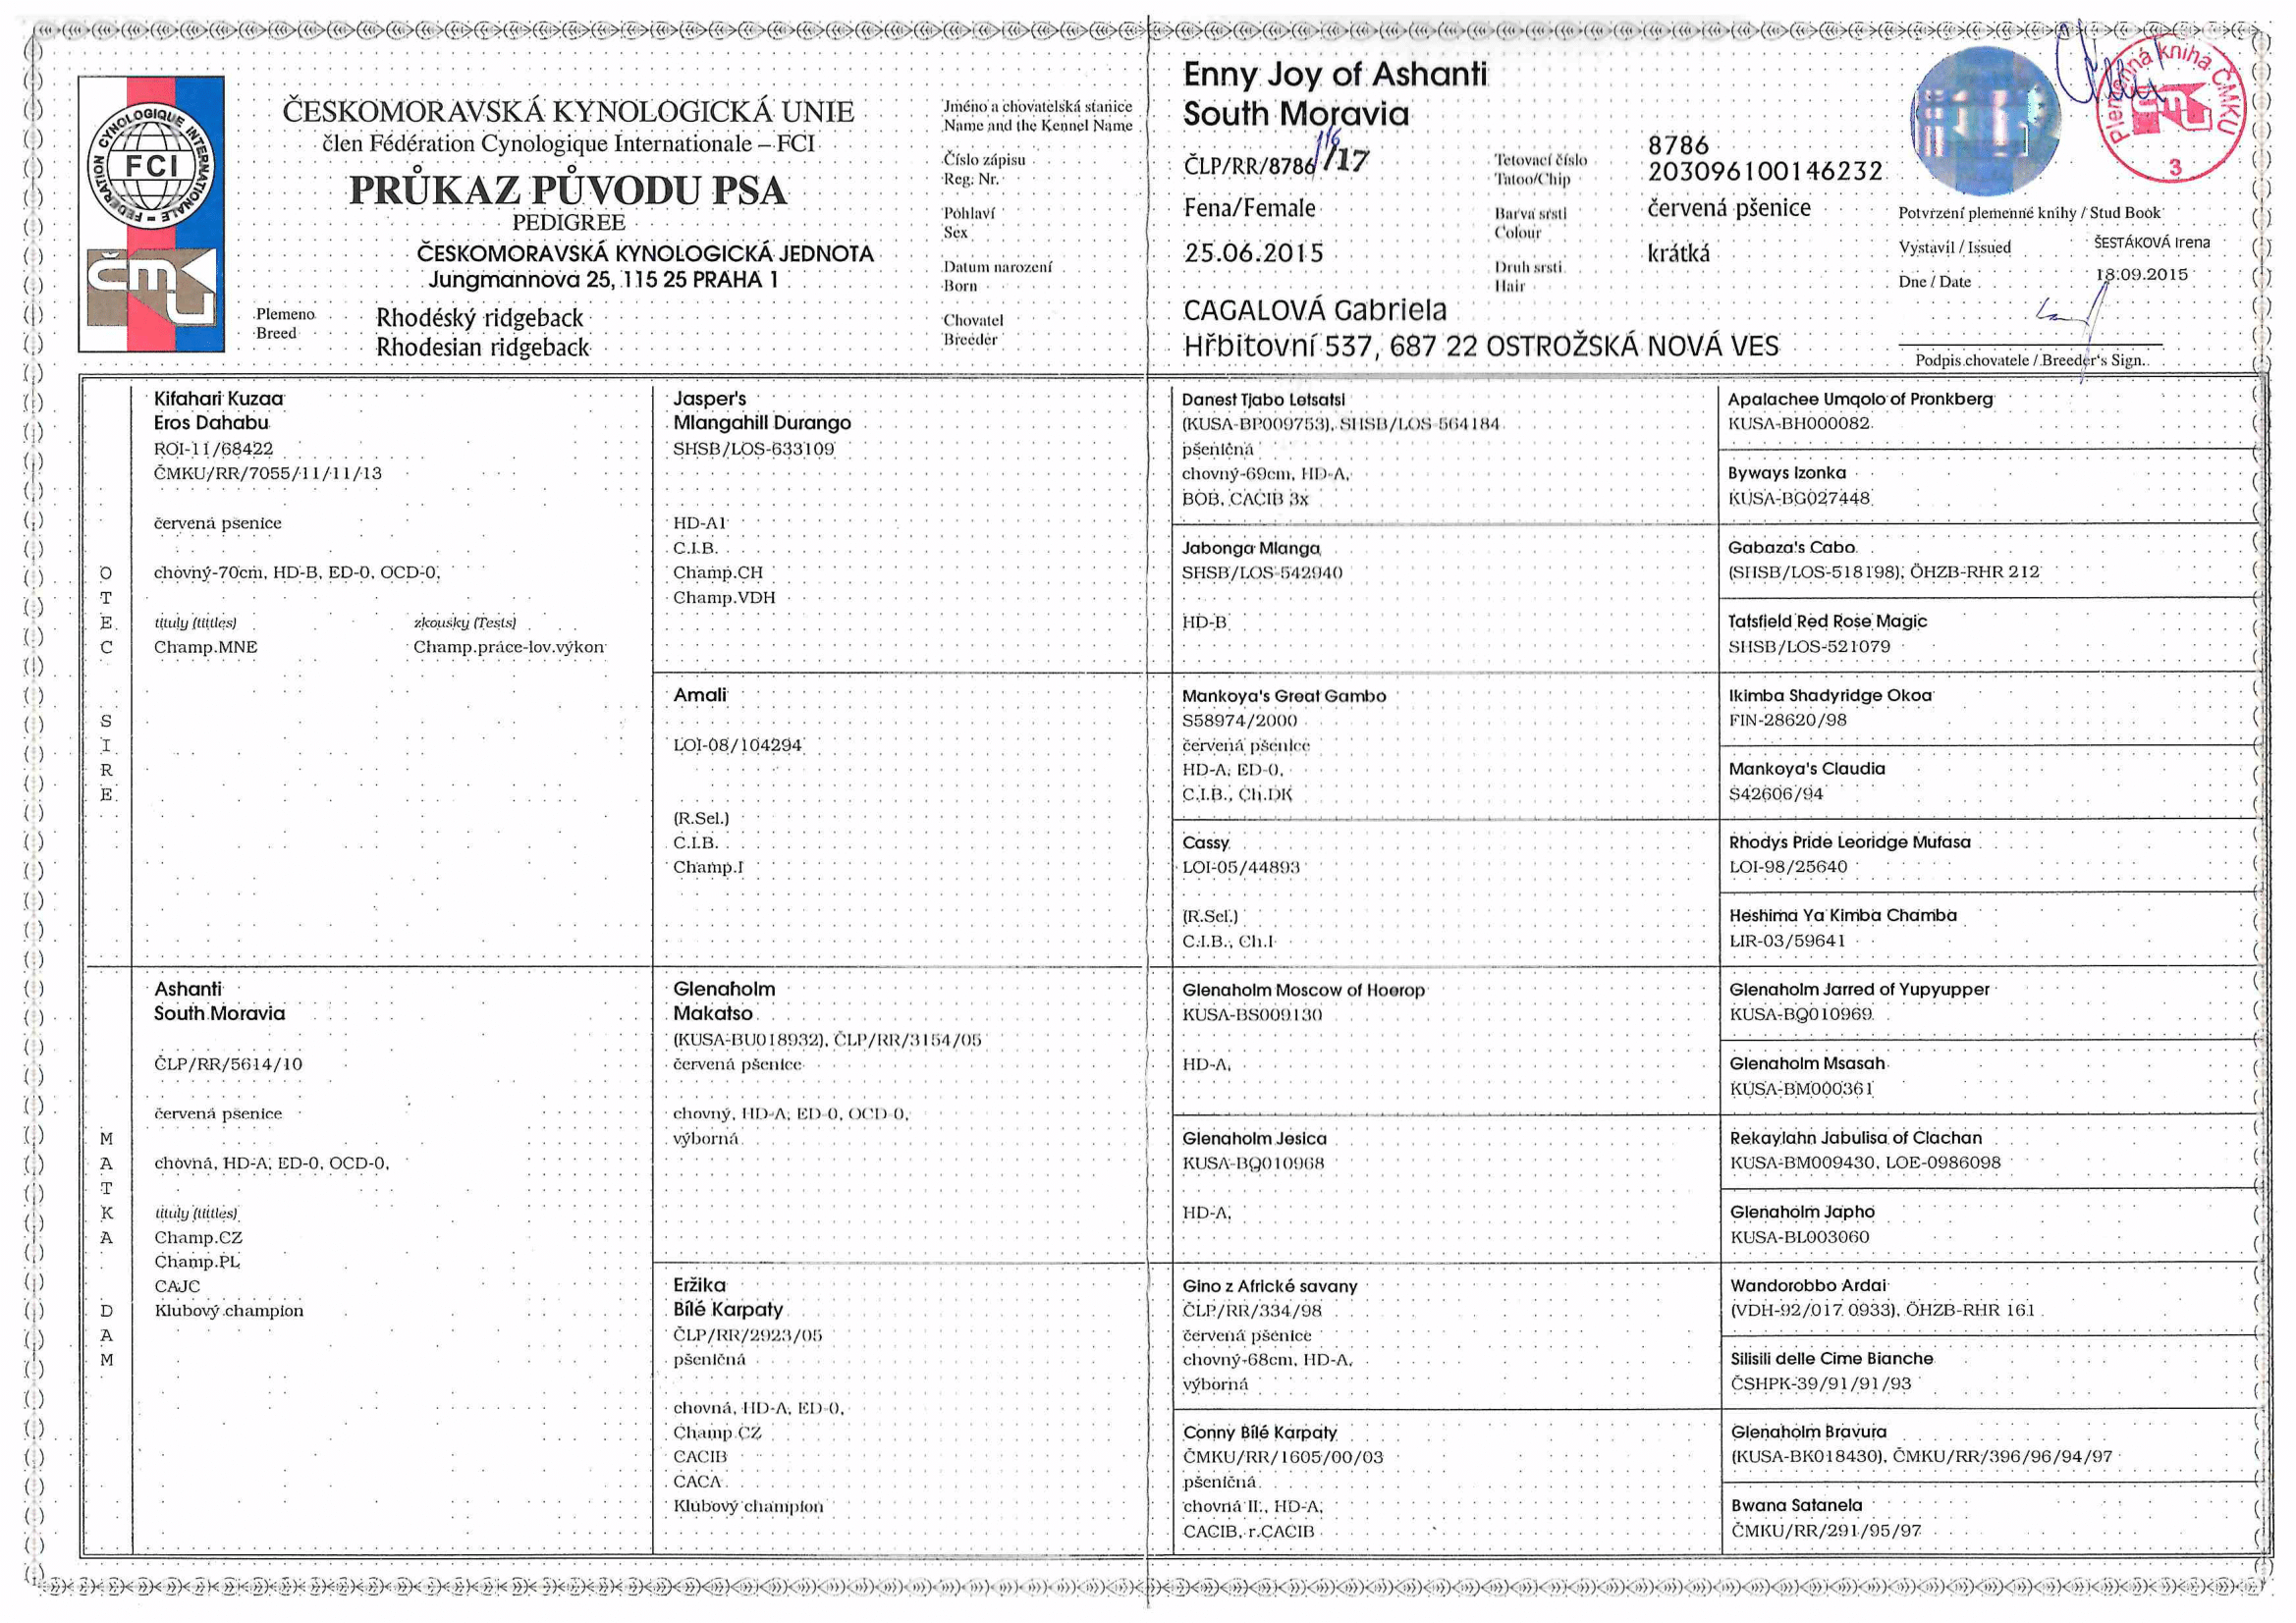 FEDERATION CYNOLOGIQUE INTERNATIONALE
FCI
ČMKU
ČESKOMORAVSKÁ KYNOLOGICKÁ UNIE
člen Fédération Cynologique Internationale – FCI
PRŮKAZ PŮVODU PSA
PEDIGREE
ČESKOMORAVSKÁ KYNOLOGICKÁ JEDNOTA
Jungmannova 25, 115 25 PRAHA 1
Plemeno
Breed
Rhodéský ridgeback
Rhodesian ridgeback
Jméno a chovatelská stanice
Name and the Kennel Name
Enny Joy of Ashanti
South Moravia
Číslo zápisu
Reg. Nr.
ČLP/RR/8786/16/17
Tetovací číslo
Tatoo/Chip
8786
203096100146232
Pohlaví
Sex
Fena/Female
Barva srsti
Colour
červená pšenice
Datum narození
Born
25.06.2015
Druh srsti
Hair
krátká
Chovatel
Breeder
CAGALOVÁ Gabriela
Hřbitovní 537, 687 22 OSTROŽSKÁ NOVÁ VES
Plemenná kniha ČMKU
3
Potvrzení plemenné knihy / Stud Book
Vystavil / Issued ŠESTÁKOVÁ Irena
Dne / Date 18.09.2015
Podpis chovatele / Breeder's Sign.
OTEC SIRE
Kifahari Kuzaa
Eros Dahabu
ROI-11/68422
ČMKU/RR/7055/11/11/13
červená pšenice
chovný-70cm, HD-B, ED-0, OCD-0,
tituly (tittles) zkoušky (Tests)
Champ.MNE Champ.práce-lov.výkon
Jasper's
Mlangahill Durango
SHSB/LOS-633109
HD-A1
C.I.B.
Champ.CH
Champ.VDH
Amali
LOI-08/104294
(R.Sel.)
C.I.B.
Champ.I
Danest Tjabo Letsatsi
(KUSA-BP009753), SHSB/LOS-564184
pšeničná
chovný-69cm, HD-A,
BOB, CACIB 3x
Jabonga Mlanga
SHSB/LOS-542940
HD-B
Mankoya's Great Gambo
S58974/2000
červená pšenice
HD-A, ED-0,
C.I.B., Ch.DK
Cassy
LOI-05/44893
(R.Sel.)
C.I.B., Ch.I
Apalachee Umqolo of Pronkberg
KUSA-BH000082
Byways Izonka
KUSA-BG027448
Gabaza's Cabo
(SHSB/LOS-518198), ÖHZB-RHR 212
Tatsfield Red Rose Magic
SHSB/LOS-521079
Ikimba Shadyridge Okoa
FIN-28620/98
Mankoya's Claudia
S42606/94
Rhodys Pride Leoridge Mufasa
LOI-98/25640
Heshima Ya Kimba Chamba
LIR-03/59641
MATKA DAM
Ashanti
South Moravia
ČLP/RR/5614/10
červená pšenice
chovná, HD-A, ED-0, OCD-0,
tituly (tittles)
Champ.CZ
Champ.PL
CAJC
Klubový champion
Glenaholm
Makatso
(KUSA-BU018932), ČLP/RR/3154/05
červená pšenice
chovný, HD-A, ED-0, OCD-0,
výborná
Eržika
Bílé Karpaty
ČLP/RR/2923/05
pšeničná
chovná, HD-A, ED-0,
Champ.CZ
CACIB
CACA
Klubový champion
Glenaholm Moscow of Hoerop
KUSA-BS009130
HD-A,
Glenaholm Jesica
KUSA-BQ010968
HD-A,
Gino z Africké savany
ČLP/RR/334/98
červená pšenice
chovný-68cm, HD-A,
výborná
Conny Bílé Karpaty
ČMKU/RR/1605/00/03
pšeničná
chovná II., HD-A,
CACIB, r.CACIB
Glenaholm Jarred of Yupyupper
KUSA-BQ010969
Glenaholm Msasah
KUSA-BM000361
Rekaylahn Jabulisa of Clachan
KUSA-BM009430, LOE-0986098
Glenaholm Japho
KUSA-BL003060
Wandorobbo Ardai
(VDH-92/017 0933), ÖHZB-RHR 161
Silisili delle Cime Bianche
ČSHPK-39/91/91/93
Glenaholm Bravura
(KUSA-BK018430), ČMKU/RR/396/96/94/97
Bwana Satanela
ČMKU/RR/291/95/97